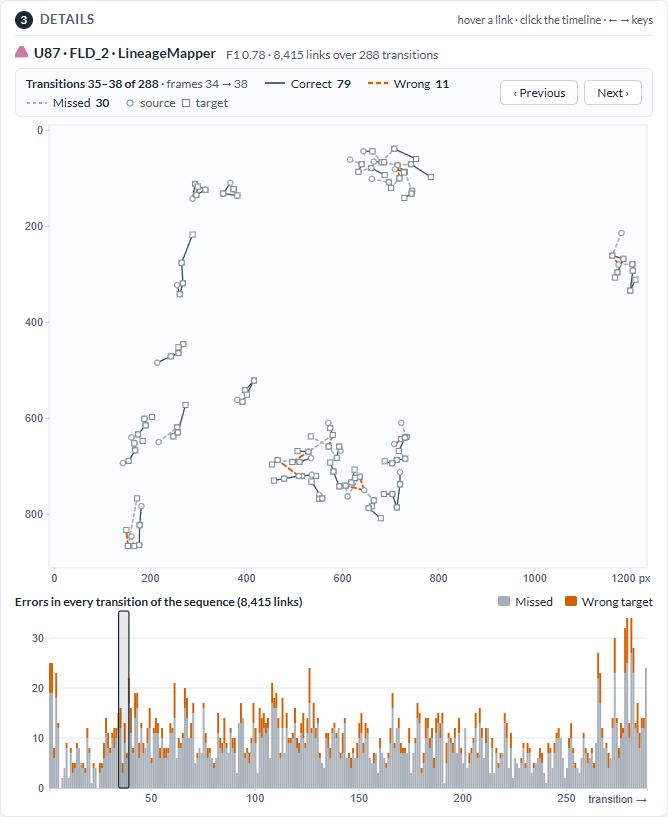 3 DETAILS hover a link · click the timeline · ← → keys
U87 · FLD_2 · LineageMapper F1 0.78 · 8,415 links over 288 transitions
Transitions 35–38 of 288 · frames 34 → 38 Correct 79 Wrong 11
Missed 30 source target
‹ Previous Next ›
0
200
400
600
800
0 200 400 600 800 1000 1200 px
Errors in every transition of the sequence (8,415 links) Missed Wrong target
30
20
10
0
50 100 150 200 250 transition →